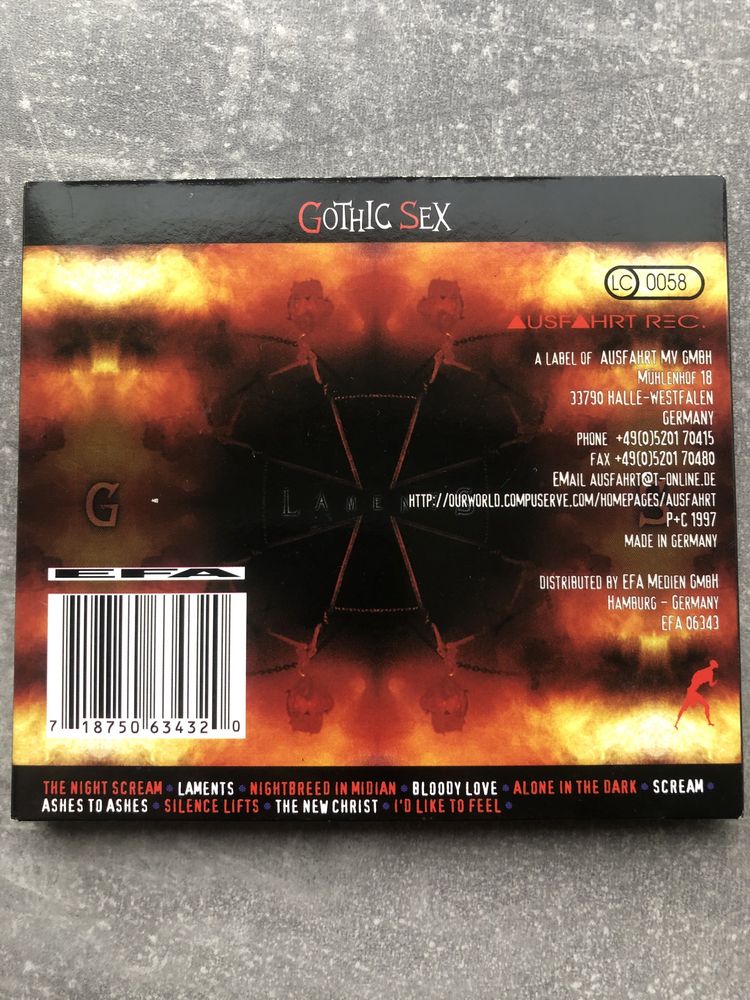 GOTHIC SEX
LC 0058
AUSFAHRT REC.
A LABEL OF AUSFAHRT MV GMBH
MÜHLENHOF 18
33790 HALLE-WESTFALEN
GERMANY
PHONE +49(0)5201 70415
FAX +49(0)5201 70480
EMAIL AUSFAHRT@T-ONLINE.DE
HTTP://OURWORLD.COMPUSERVE.COM/HOMEPAGES/AUSFAHRT
P+C 1997
MADE IN GERMANY
G LAMENTS S
DISTRIBUTED BY EFA MEDIEN GMBH
HAMBURG - GERMANY
EFA 06343
EFA
7 18750 63432 0
THE NIGHT SCREAM * LAMENTS * NIGHTBREED IN MIDIAN * BLOODY LOVE * ALONE IN THE DARK * SCREAM *
ASHES TO ASHES * SILENCE LIFTS * THE NEW CHRIST * I'D LIKE TO FEEL *